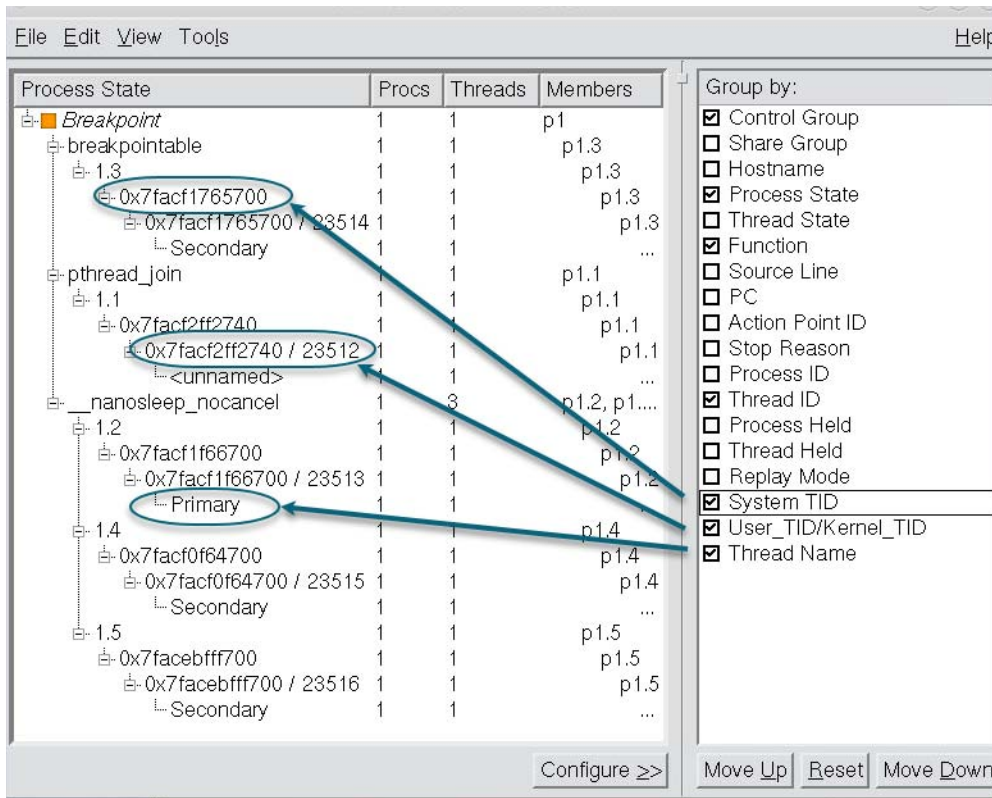 File Edit View Tools Help
Process State Procs Threads Members
Breakpoint 1 1 p1
breakpointable 1 1 p1.3
1.3 1 1 p1.3
0x7facf1765700 1 1 p1.3
0x7facf1765700 / 23514 1 1 p1.3
Secondary 1 1 ...
pthread_join 1 1 p1.1
1.1 1 1 p1.1
0x7facf2ff2740 1 1 p1.1
0x7facf2ff2740 / 23512 1 1 p1.1
<unnamed> 1 1 ...
__nanosleep_nocancel 1 3 p1.2, p1....
1.2 1 1 p1.2
0x7facf1f66700 1 1 p1.2
0x7facf1f66700 / 23513 1 1 p1.2
Primary 1 1
1.4 1 1 p1.4
0x7facf0f64700 1 1 p1.4
0x7facf0f64700 / 23515 1 1 p1.4
Secondary 1 1 ...
1.5 1 1 p1.5
0x7facebfff700 1 1 p1.5
0x7facebfff700 / 23516 1 1 p1.5
Secondary 1 1 ...
Configure >>
Group by:
Control Group
Share Group
Hostname
Process State
Thread State
Function
Source Line
PC
Action Point ID
Stop Reason
Process ID
Thread ID
Process Held
Thread Held
Replay Mode
System TID
User_TID/Kernel_TID
Thread Name
Move Up Reset Move Down